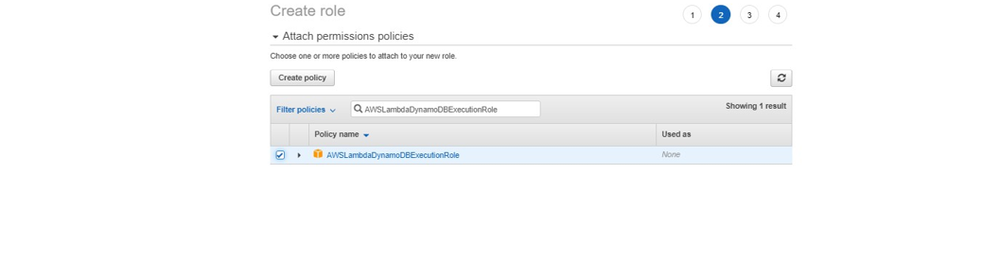 Create role
1 2 3 4
Attach permissions policies
Choose one or more policies to attach to your new role.
Create policy
Filter policies AWSLambdaDynamoDBExecutionRole Showing 1 result
Policy name Used as
AWSLambdaDynamoDBExecutionRole None